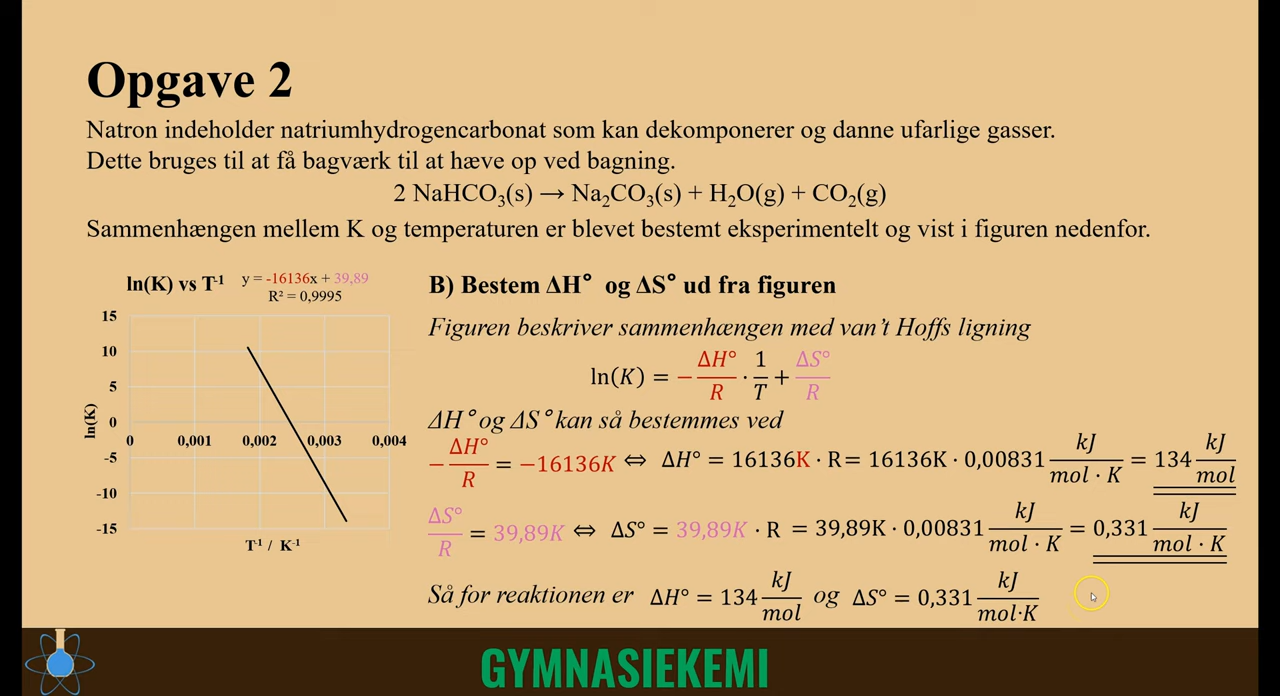 Opgave 2
Natron indeholder natriumhydrogencarbonat som kan dekomponerer og danne ufarlige gasser.
Dette bruges til at få bagværk til at hæve op ved bagning.
2 NaHCO₃(s) → Na₂CO₃(s) + H₂O(g) + CO₂(g)
Sammenhængen mellem K og temperaturen er blevet bestemt eksperimentelt og vist i figuren nedenfor.
ln(K) vs T⁻¹
y = -16136x + 39,89
R² = 0,9995
15
10
5
0
-5
-10
-15
0 0,001 0,002 0,003 0,004
ln(K)
T⁻¹ / K⁻¹
B) Bestem ΔH° og ΔS° ud fra figuren
Figuren beskriver sammenhængen med van't Hoffs ligning
ln(K) = −ΔH°/R · 1/T + ΔS°/R
ΔH° og ΔS° kan så bestemmes ved
−ΔH°/R = −16136K ⇔ ΔH° = 16136K · R = 16136K · 0,00831 kJ/mol · K = 134 kJ/mol
ΔS°/R = 39,89K ⇔ ΔS° = 39,89K · R = 39,89K · 0,00831 kJ/mol · K = 0,331 kJ/mol · K
Så for reaktionen er ΔH° = 134 kJ/mol og ΔS° = 0,331 kJ/mol·K
GYMNASIEKEMI